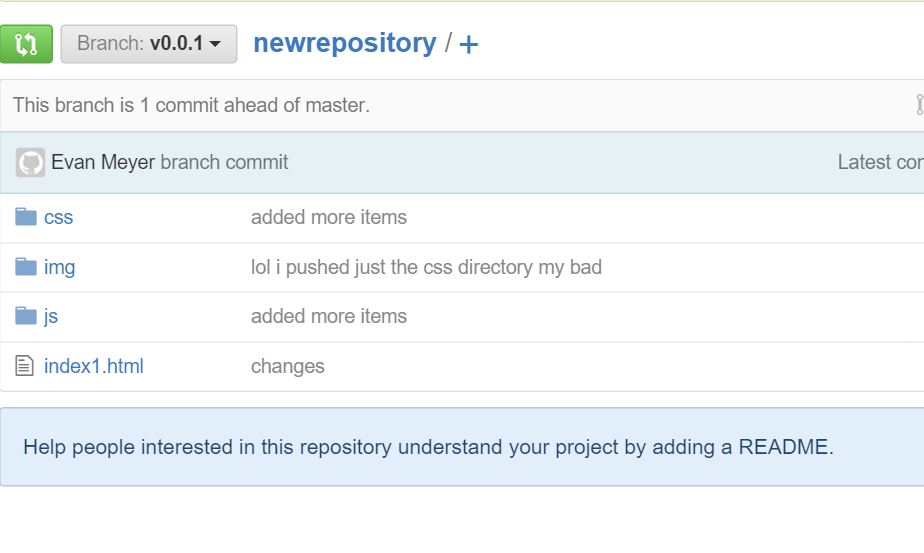 Branch: v0.0.1 newrepository / +
This branch is 1 commit ahead of master.
Evan Meyer branch commit Latest
css added more items
img lol i pushed just the css directory my bad
js added more items
index1.html changes
Help people interested in this repository understand your project by adding a README.